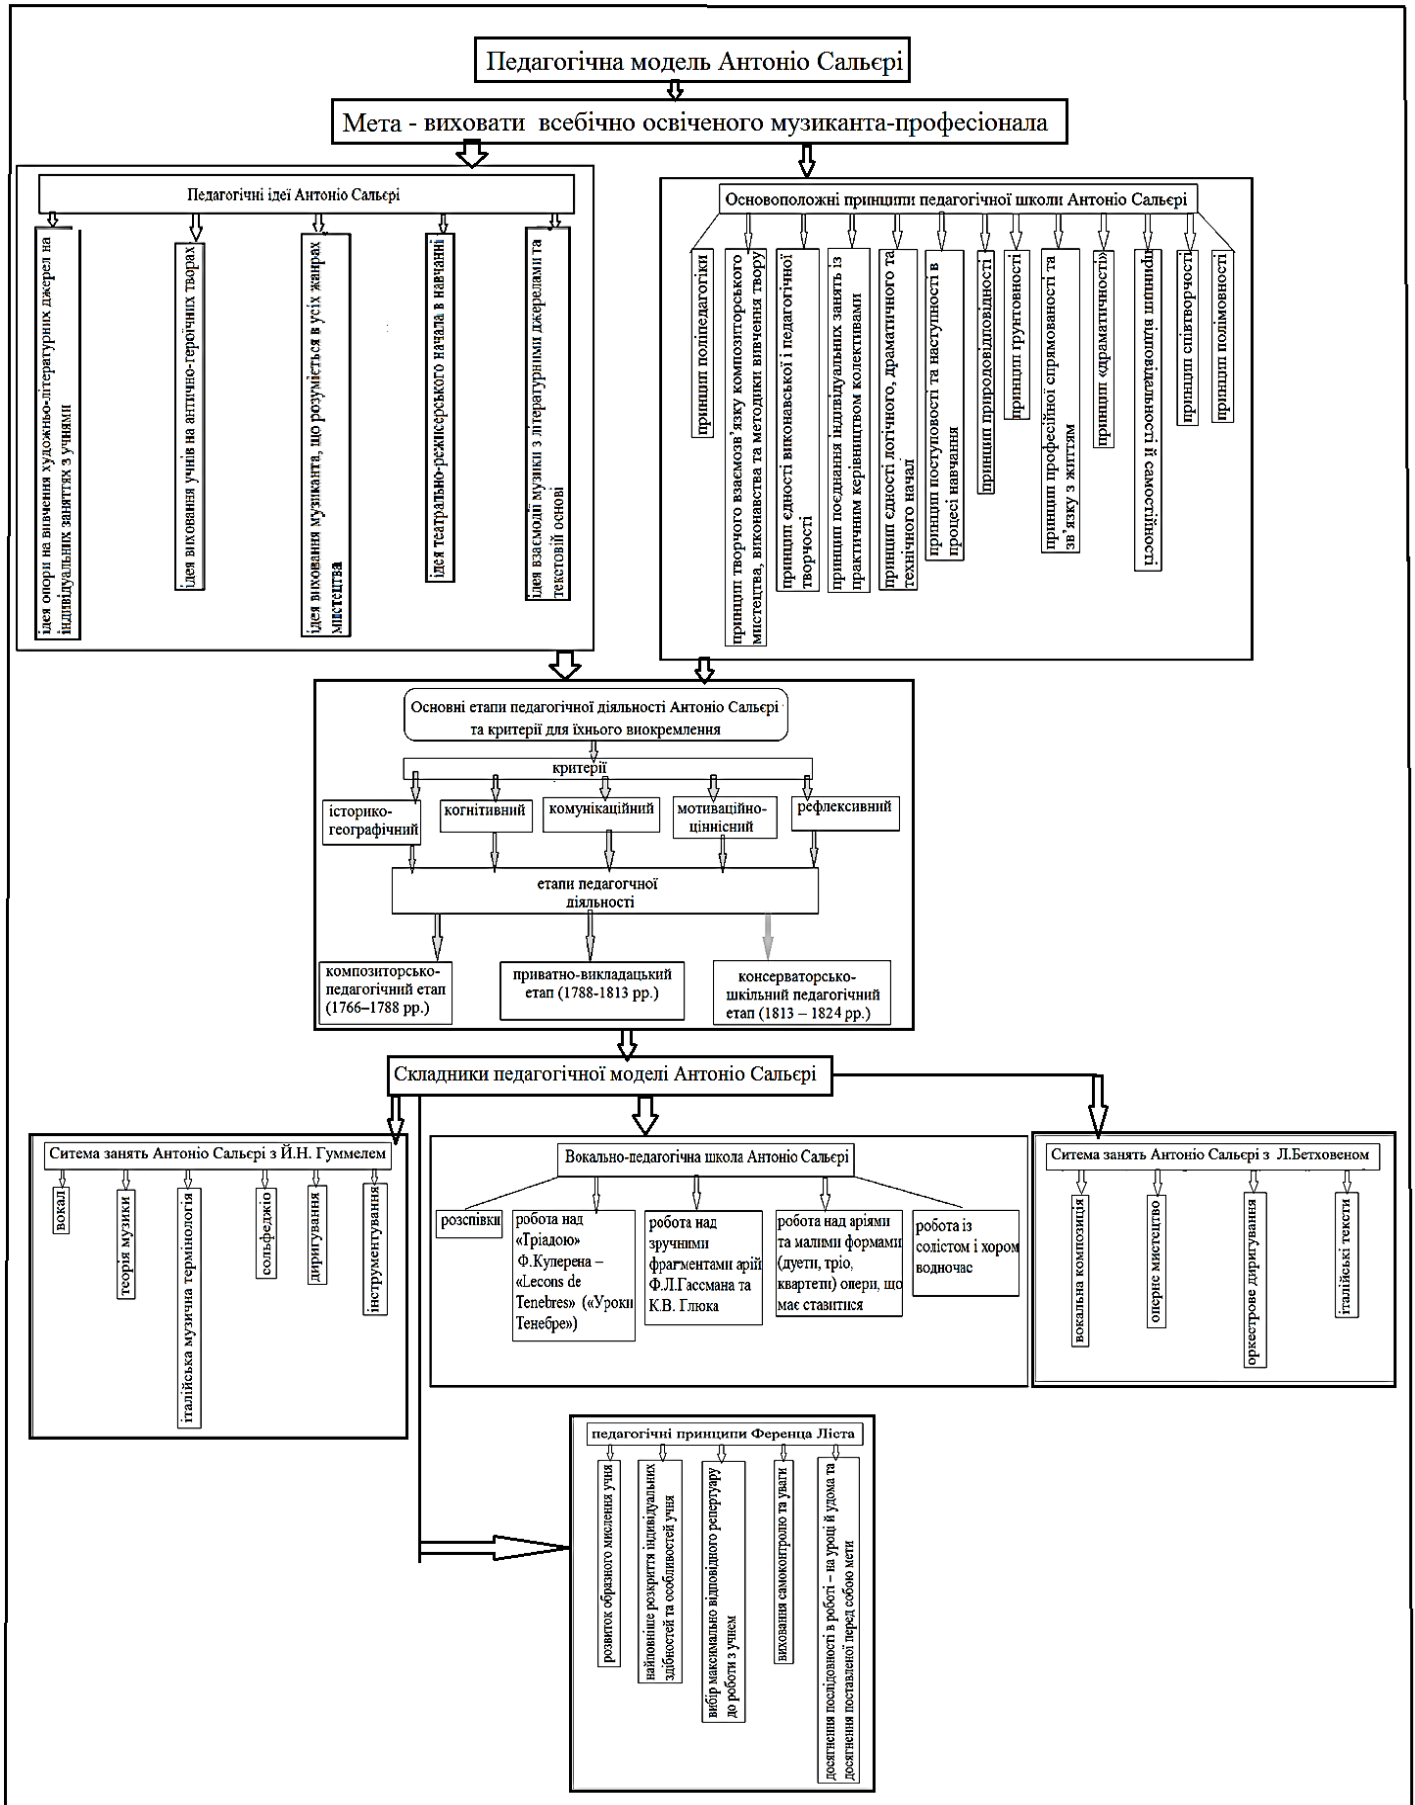 Педагогічна модель Антоніо Сальєрі
Мета - виховати всебічно освіченого музиканта-професіонала
Педагогічні ідеї Антоніо Сальєрі
ідея опори на вивчення художньо-літературних джерел на
індивідуальних заняттях з учнями
ідея виховання учнів на антично-героїчних творах
ідея виховання музиканта, що розуміється в усіх жанрах
мистецтва
ідея театрально-режисерського начала в навчанні
ідея взаємодії музики з літературними джерелами та
текстовій основі
Основоположні принципи педагогічної школи Антоніо Сальєрі
принцип поліпедагогіки
принцип творчого взаємозв’язку композиторського
мистецтва, виконавства та методики вивчення твору
принцип єдності виконавської і педагогічної
творчості
принцип поєднання індивідуальних занять із
практичним керівництвом колективами
принцип єдності логічного, драматичного та
технічного начал
принцип поступовості та наступності в
процесі навчання
принцип природовідповідності
принцип ґрунтовності
принцип професійної спрямованості та
зв’язку з життям
принцип «драматичності»
принцип відповідальності й самостійності
принцип співтворчості
принцип полімовності
Основні етапи педагогічної діяльності Антоніо Сальєрі
та критерії для їхнього виокремлення
критерії
історико-
географічний
когнітивний
комунікаційний
мотиваційно-
ціннісний
рефлексивний
етапи педагогчної
діяльності
композиторсько-
педагогічний етап
(1766–1788 рр.)
приватно-викладацький
етап (1788-1813 рр.)
консерваторсько-
шкільний педагогічний
етап (1813 – 1824 рр.)
Складники педагогічної моделі Антоніо Сальєрі
Ситема занять Антоніо Сальєрі з Й.Н. Гуммелем
вокал
теорія музики
італійська музична термінологія
сольфеджіо
диригування
інструментування
Вокально-педагогічна школа Антоніо Сальєрі
розспівки
робота над
«Тріадою»
Ф.Куперена –
«Lecons de
Tenebres» («Уроки
Тенебре»)
робота над
зручними
фрагментами арій
Ф.Л.Гассмана та
К.В. Глюка
робота над аріями
та малими формами
(дуети, тріо,
квартети) опери, що
має ставитися
робота із
солістом і хором
водночас
Ситема занять Антоніо Сальєрі з Л.Бетховеном
вокальна композиція
оперне мистецтво
оркестрове диригування
італійські тексти
педагогічні принципи Ференца Ліста
розвиток образного мислення учня
найповніше розкриття індивідуальних
здібностей та особливостей учня
вибір максимально відповідного репертуару
до роботи з учнем
виховання самоконтролю та уваги
досягнення послідовності в роботі – на уроці й удома та
досягнення поставленої перед собою мети